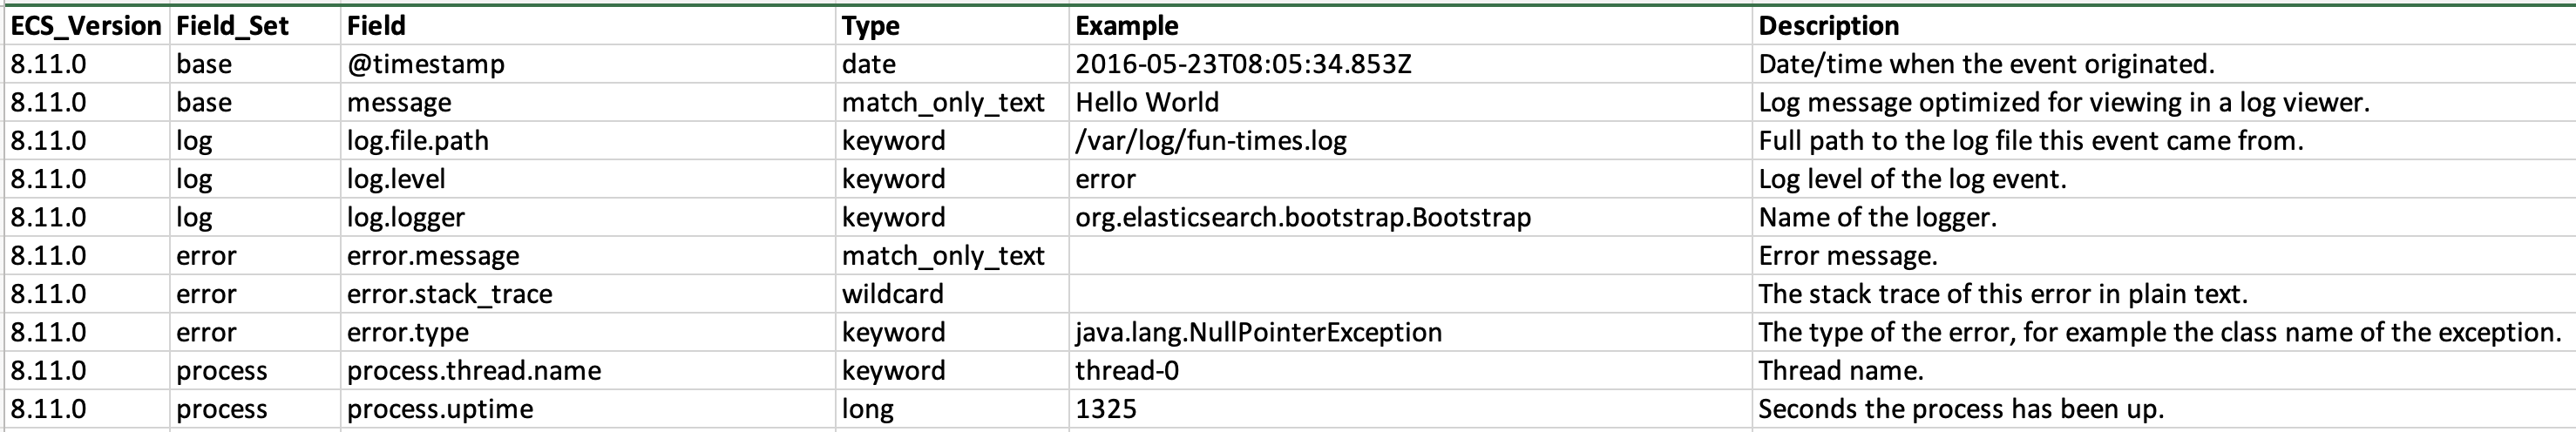 ECS_Version Field_Set Field Type Example Description
8.11.0 base @timestamp date 2016-05-23T08:05:34.853Z Date/time when the event originated.
8.11.0 base message match_only_text Hello World Log message optimized for viewing in a log viewer.
8.11.0 log log.file.path keyword /var/log/fun-times.log Full path to the log file this event came from.
8.11.0 log log.level keyword error Log level of the log event.
8.11.0 log log.logger keyword org.elasticsearch.bootstrap.Bootstrap Name of the logger.
8.11.0 error error.message match_only_text Error message.
8.11.0 error error.stack_trace wildcard The stack trace of this error in plain text.
8.11.0 error error.type keyword java.lang.NullPointerException The type of the error, for example the class name of the exception.
8.11.0 process process.thread.name keyword thread-0 Thread name.
8.11.0 process process.uptime long 1325 Seconds the process has been up.